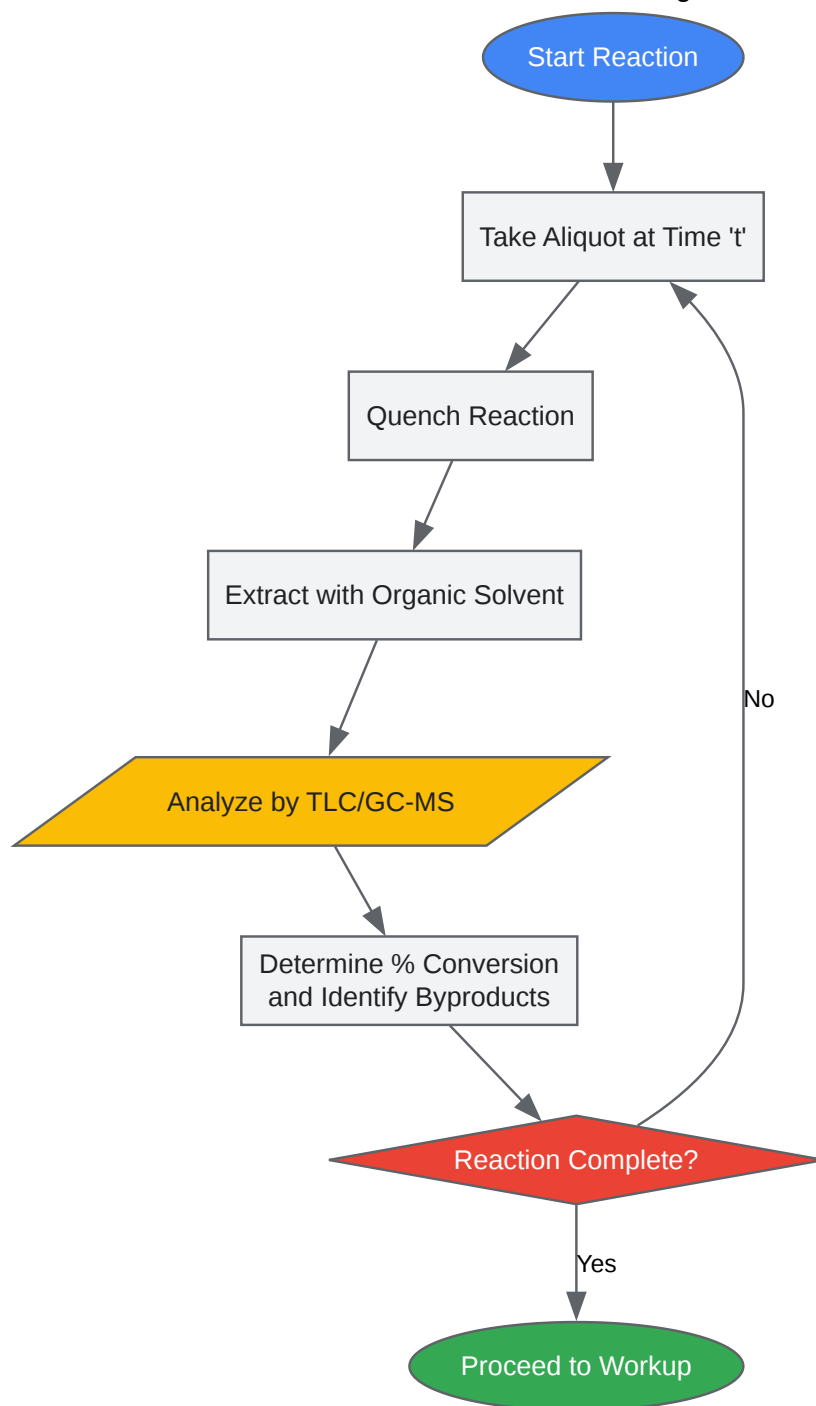 Start Reaction
Take Aliquot at Time 't'
Quench Reaction
Extract with Organic Solvent
No
Analyze by TLC/GC-MS
Determine % Conversion
and Identify Byproducts
Reaction Complete?
Yes
Proceed to Workup